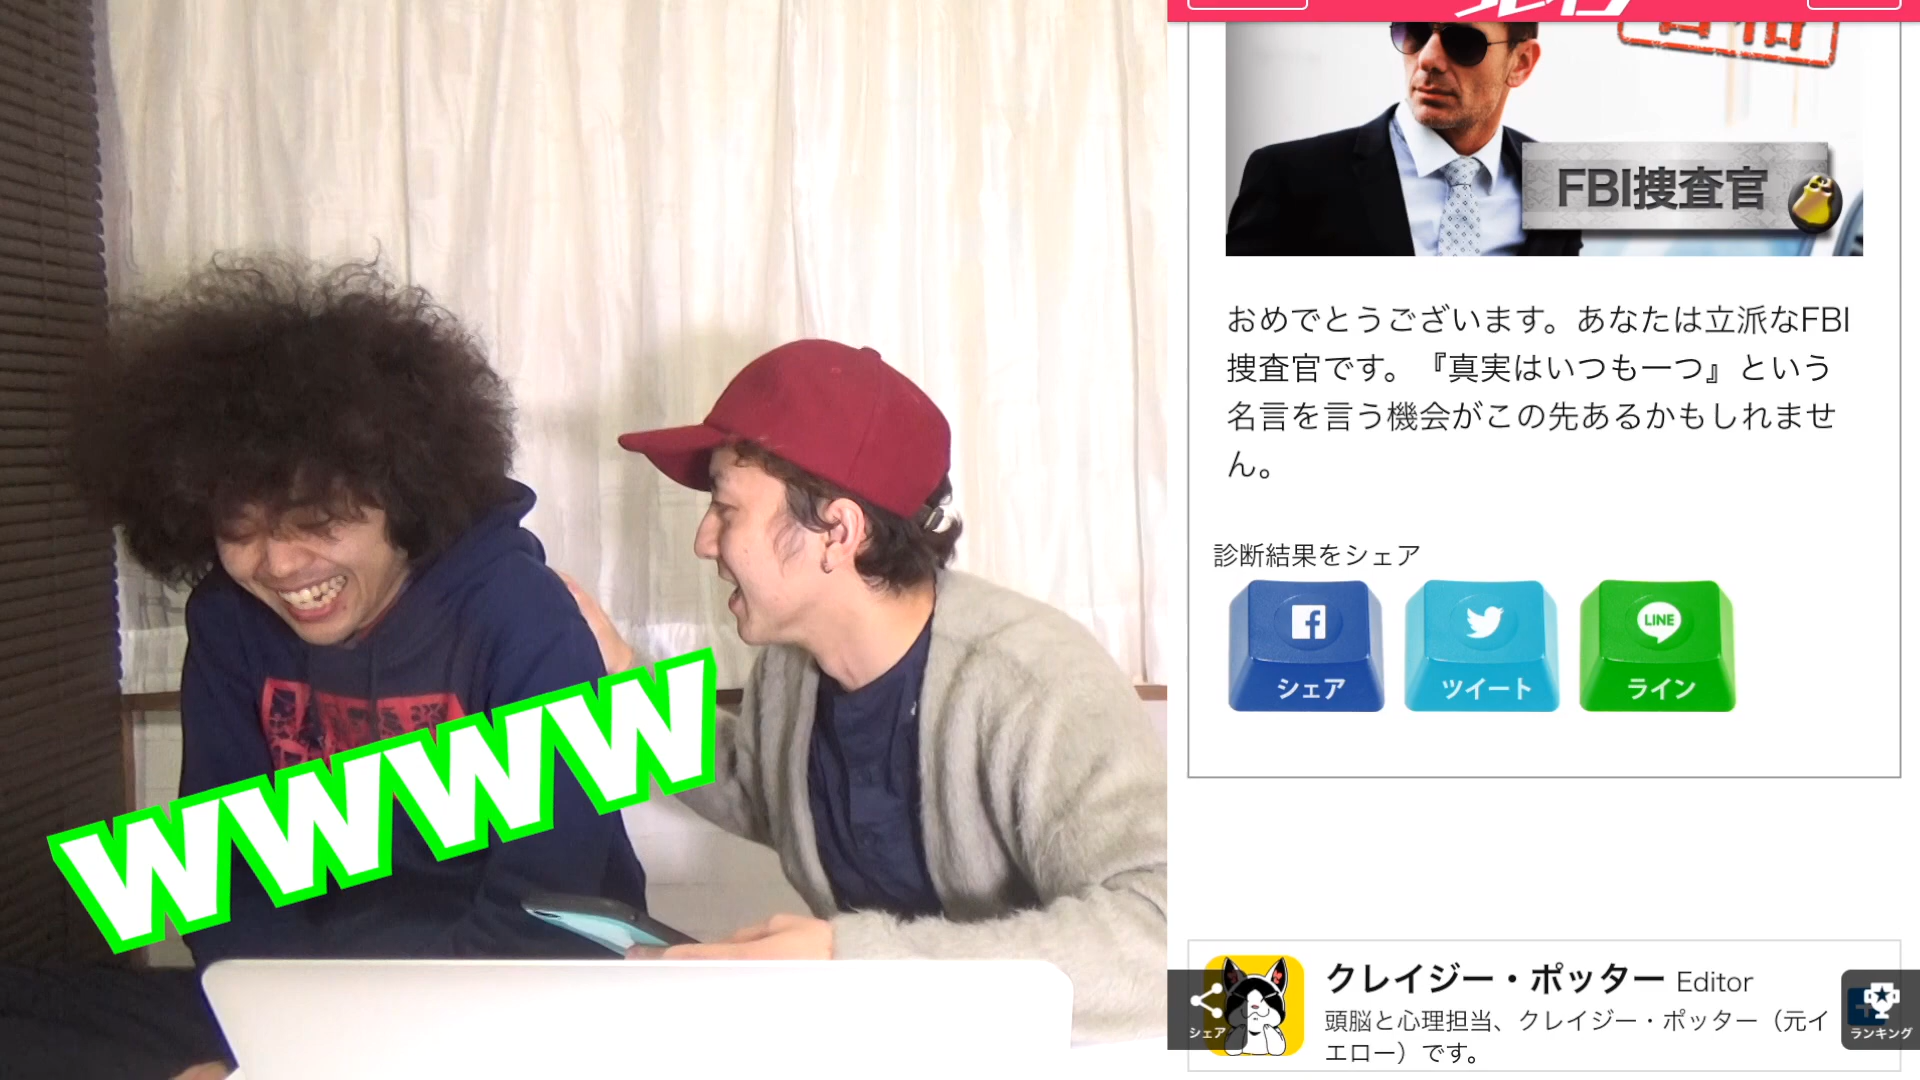 FBI捜査官
おめでとうございます。あなたは立派なFBI
捜査官です。『真実はいつも一つ』という
名言を言う機会がこの先あるかもしれませ
ん。
診断結果をシェア
LINE
シェア
ツイート
ライン
wwww
クレイジー・ポッター Editor
頭脳と心理担当、クレイジー・ポッター（元イ
エロー）です。
シェア
ランキング